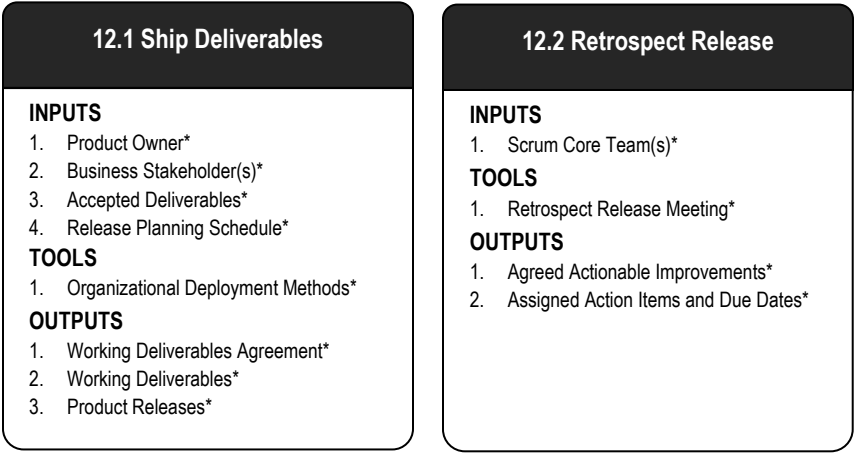 12.1 Ship Deliverables
INPUTS
1. Product Owner*
2. Business Stakeholder(s)*
3. Accepted Deliverables*
4. Release Planning Schedule*
TOOLS
1. Organizational Deployment Methods*
OUTPUTS
1. Working Deliverables Agreement*
2. Working Deliverables*
3. Product Releases*
12.2 Retrospect Release
INPUTS
1. Scrum Core Team(s)*
TOOLS
1. Retrospect Release Meeting*
OUTPUTS
1. Agreed Actionable Improvements*
2. Assigned Action Items and Due Dates*